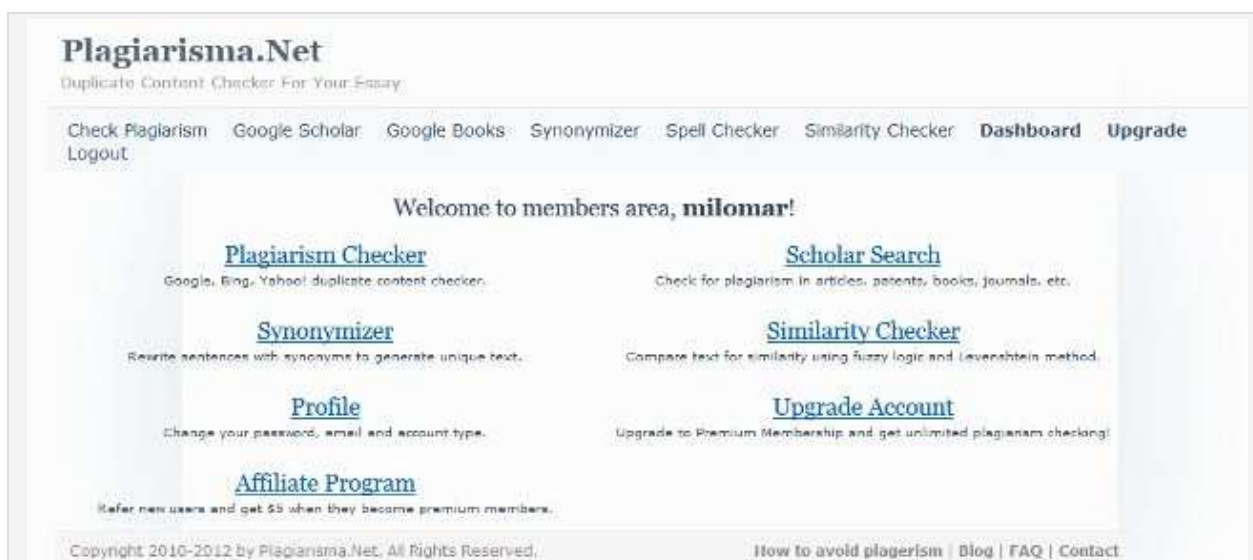 Plagiarisma.Net
Duplicate Content Checker For Your Essay
Check Plagiarism Google Scholar Google Books Synonymizer Spell Checker Similarity Checker Dashboard Upgrade
Logout
Welcome to members area, milomar!
Plagiarism Checker
Google, Bing, Yahoo! duplicate content checker.
Scholar Search
Check for plagiarism in articles, patents, books, journals, etc.
Synonymizer
Rewrite sentences with synonyms to generate unique text.
Similarity Checker
Compare text for similarity using fuzzy logic and Levenshtein method.
Profile
Change your password, email and account type.
Upgrade Account
Upgrade to Premium Membership and get unlimited plagiarism checking!
Affiliate Program
Refer new users and get $5 when they become premium members.
Copyright 2010-2012 by Plagiarisma.Net. All Rights Reserved.
How to avoid plagerism | Blog | FAQ | Contact